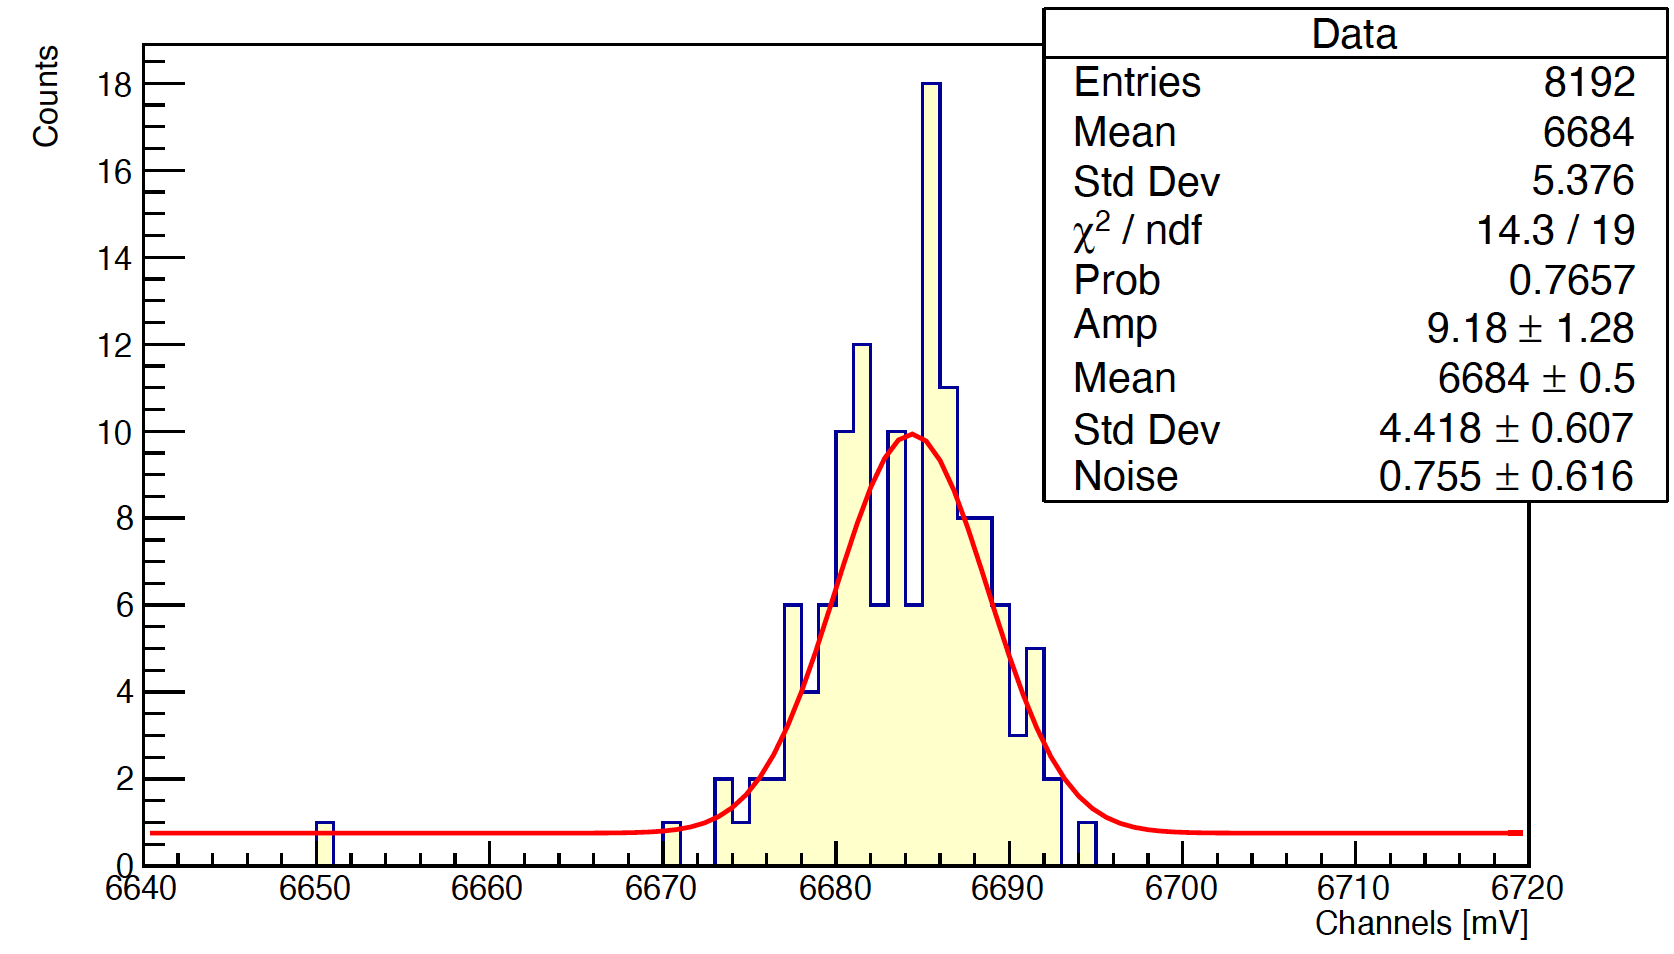 Data
Entries 8192
Mean 6684
Std Dev 5.376
χ² / ndf 14.3 / 19
Prob 0.7657
Amp 9.18 ± 1.28
Mean 6684 ± 0.5
Std Dev 4.418 ± 0.607
Noise 0.755 ± 0.616
Counts
18
16
14
12
10
8
6
4
2
0
6640 6650 6660 6670 6680 6690 6700 6710 6720
Channels [mV]